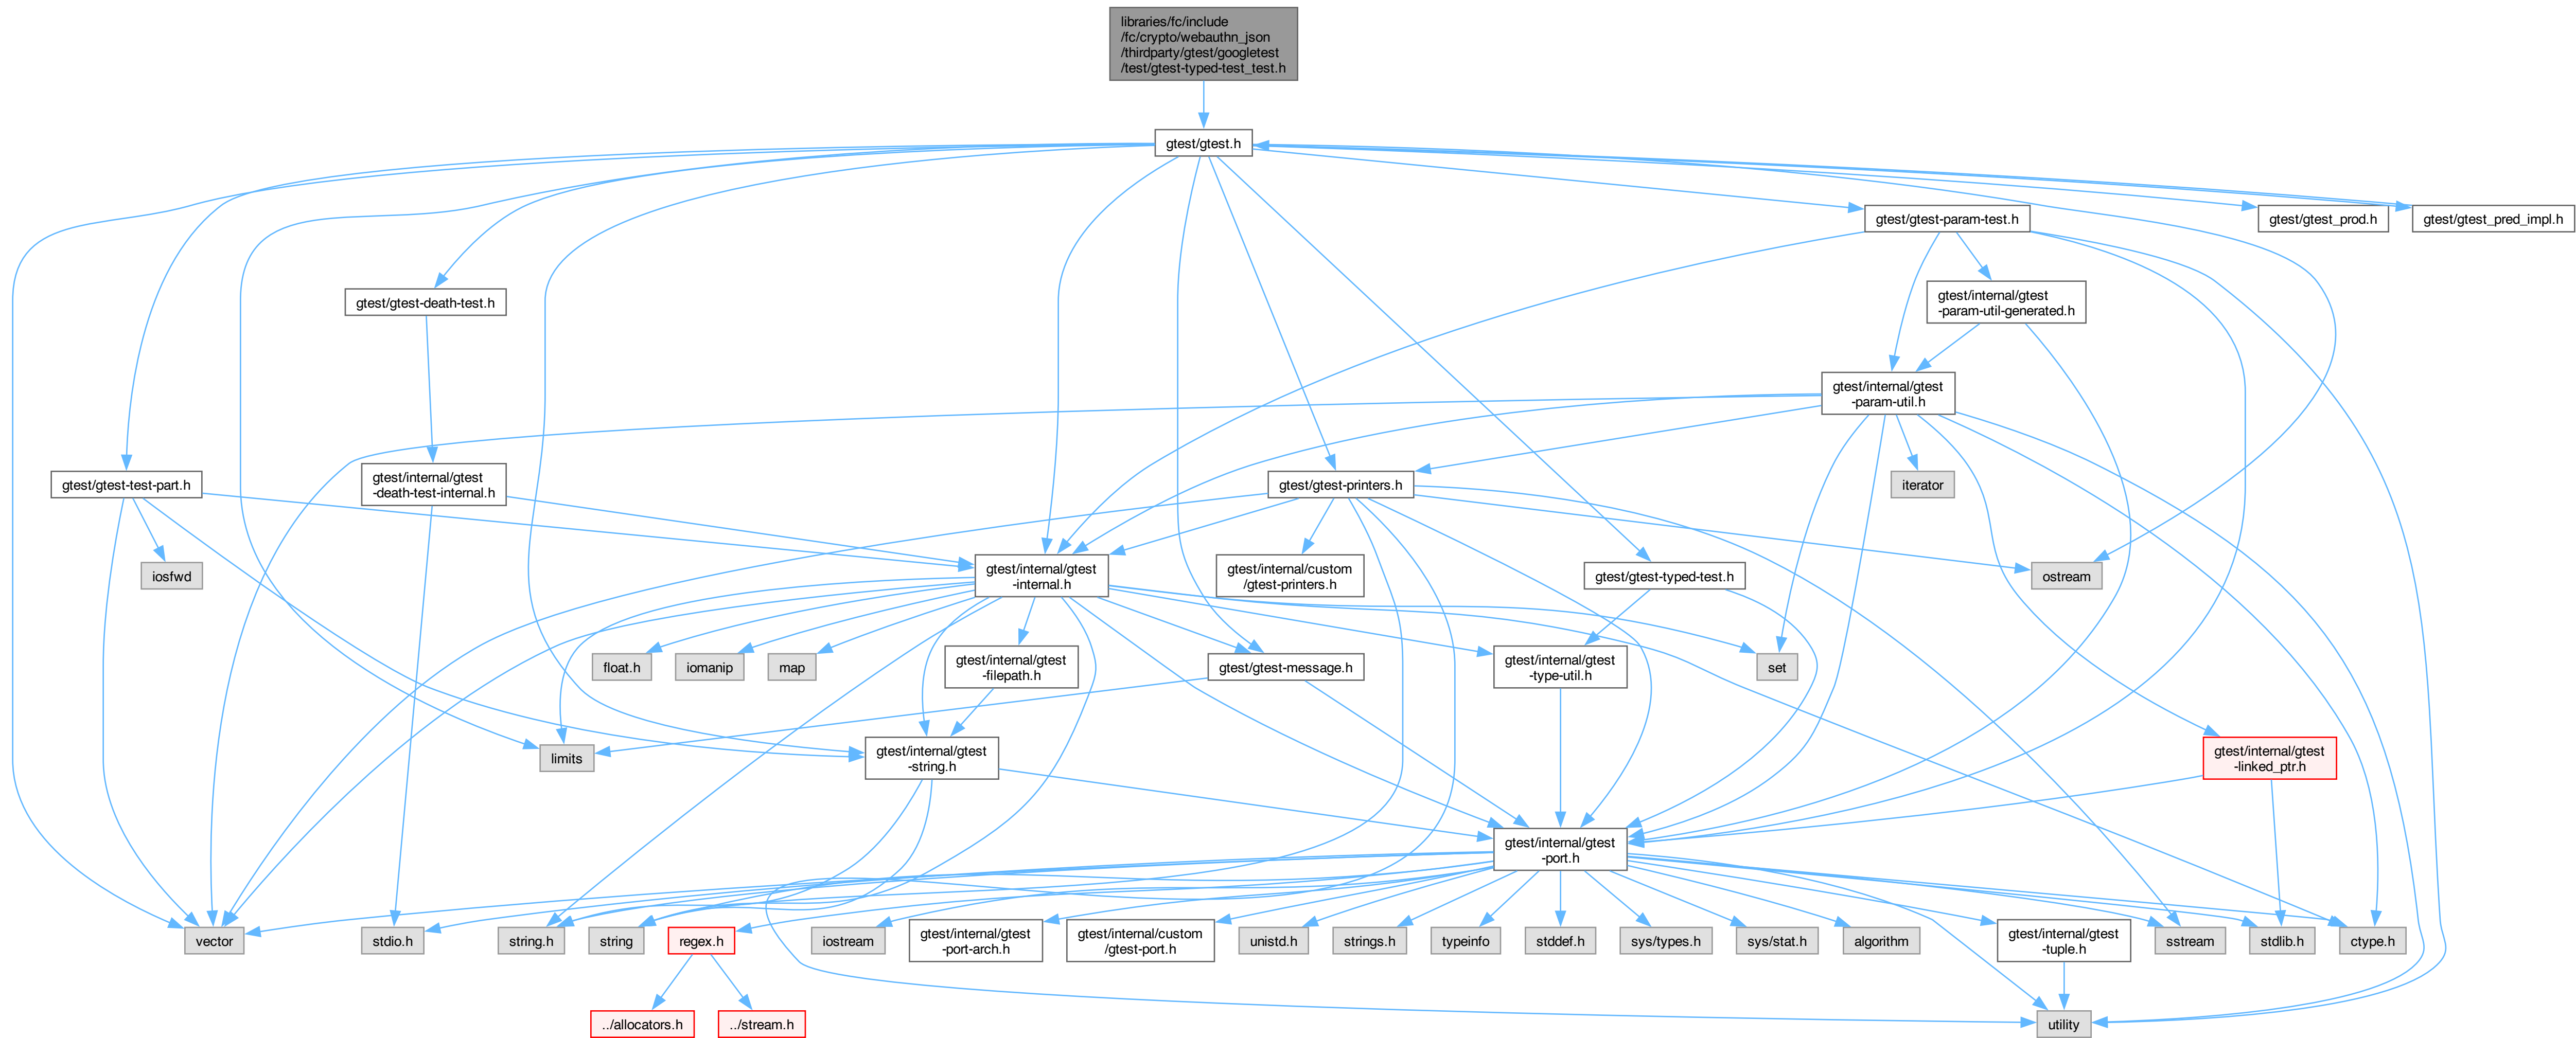 libraries/fc/include
/fc/crypto/webauthn_json
/thirdparty/gtest/googletest
/test/gtest-typed-test_test.h
gtest/gtest.h
gtest/gtest-param-test.h
gtest/gtest_prod.h
gtest/gtest_pred_impl.h
gtest/gtest-death-test.h
gtest/internal/gtest
-param-util-generated.h
gtest/internal/gtest
-param-util.h
gtest/gtest-test-part.h
gtest/internal/gtest
-death-test-internal.h
gtest/gtest-printers.h
iterator
iosfwd
gtest/internal/gtest
-internal.h
gtest/internal/custom
/gtest-printers.h
gtest/gtest-typed-test.h
ostream
float.h
iomanip
map
gtest/internal/gtest
-filepath.h
gtest/gtest-message.h
gtest/internal/gtest
-type-util.h
set
limits
gtest/internal/gtest
-string.h
gtest/internal/gtest
-linked_ptr.h
gtest/internal/gtest
-port.h
vector
stdio.h
string.h
string
regex.h
iostream
gtest/internal/gtest
-port-arch.h
gtest/internal/custom
/gtest-port.h
unistd.h
strings.h
typeinfo
stddef.h
sys/types.h
sys/stat.h
algorithm
gtest/internal/gtest
-tuple.h
sstream
stdlib.h
ctype.h
../allocators.h
../stream.h
utility